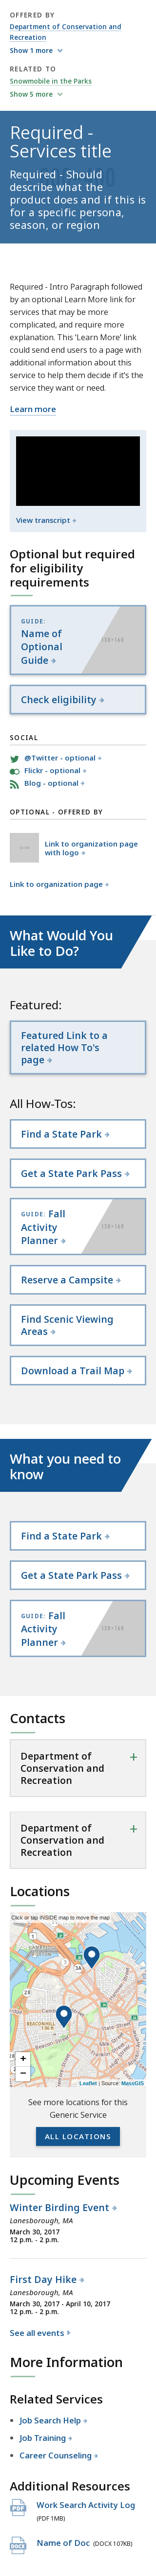 OFFERED BY
Department of Conservation and
Recreation
Show 1 more
RELATED TO
Snowmobile in the Parks
Show 5 more
Required -
Services title
Required - Should
describe what the
product does and if this is
for a specific persona,
season, or region
Required - Intro Paragraph followed
by an optional Learn More link for
services that may be more
complicated, and require more
explanation. This 'Learn More' link
could send end users to a page with
additional information about this
topic to help them decide if it's the
service they want or need.
Learn more
View transcript
Optional but required
for eligibility
requirements
GUIDE:
Name of
Optional
Guide
138×160
Check eligibility
SOCIAL
@Twitter - optional
Flickr - optional
Blog - optional
OPTIONAL - OFFERED BY
Link to organization page
with logo
Link to organization page
What Would You
Like to Do?
Featured:
Featured Link to a
related How To's
page
All How-Tos:
Find a State Park
Get a State Park Pass
GUIDE: Fall
Activity
Planner
138×160
Reserve a Campsite
Find Scenic Viewing
Areas
Download a Trail Map
What you need to
know
Find a State Park
Get a State Park Pass
GUIDE: Fall
Activity
Planner
138×160
Contacts
Department of
Conservation and
Recreation
+
Department of
Conservation and
Recreation
+
Locations
Click or tap INSIDE map to move the map
CAMBRIDGE
BEACON HILL
+
−
Leaflet | Source: MassGIS
See more locations for this
Generic Service
ALL LOCATIONS
Upcoming Events
Winter Birding Event
Lanesborough, MA
March 30, 2017
12 p.m. - 2 p.m.
First Day Hike
Lanesborough, MA
March 30, 2017 - April 10, 2017
12 p.m. - 2 p.m.
See all events
More Information
Related Services
Job Search Help
Job Training
Career Counseling
Additional Resources
PDF
Work Search Activity Log
(PDF 1MB)
DOCX
Name of Doc (DOCX 107KB)